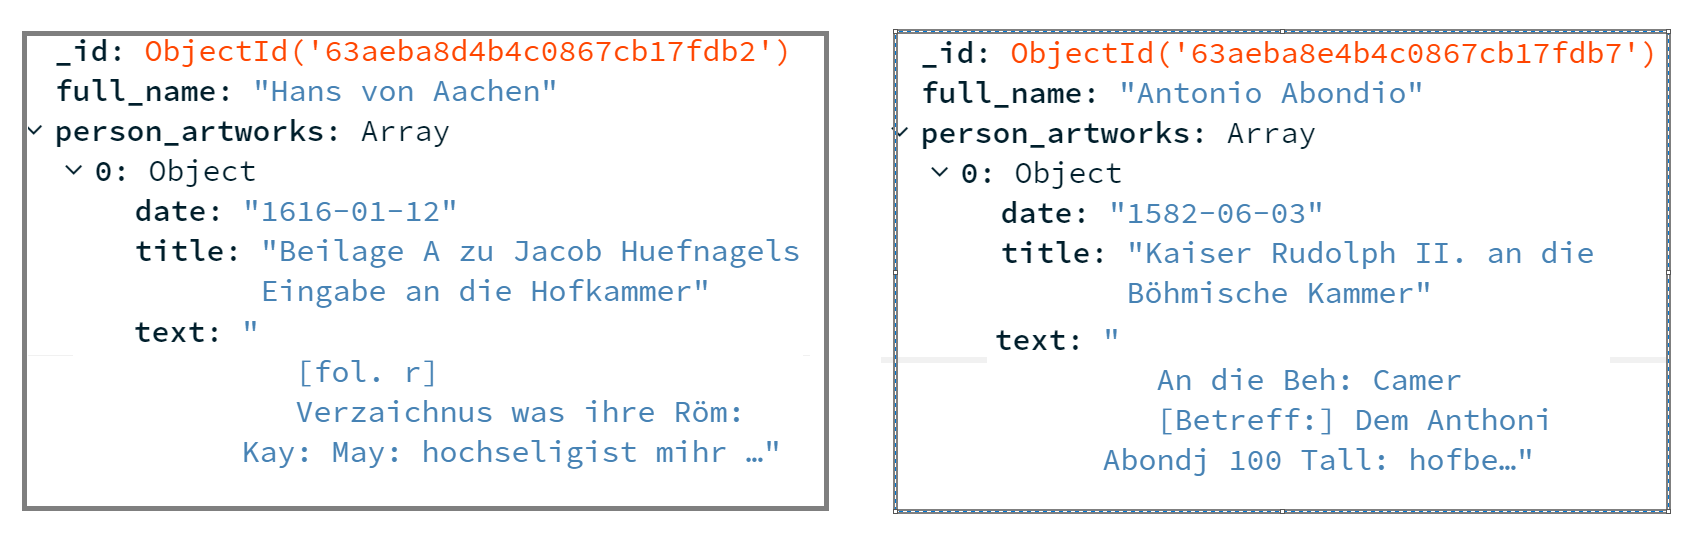 _id: ObjectId('63aeba8d4b4c0867cb17fdb2')
full_name: "Hans von Aachen"
person_artworks: Array
0: Object
date: "1616-01-12"
title: "Beilage A zu Jacob Huefnagels
Eingabe an die Hofkammer"
text: "
[fol. r]
Verzaichnus was ihre Röm:
Kay: May: hochseligist mihr …"
_id: ObjectId('63aeba8e4b4c0867cb17fdb7')
full_name: "Antonio Abondio"
person_artworks: Array
0: Object
date: "1582-06-03"
title: "Kaiser Rudolph II. an die
Böhmische Kammer"
text: "
An die Beh: Camer
[Betreff:] Dem Anthoni
Abondj 100 Tall: hofbe…"